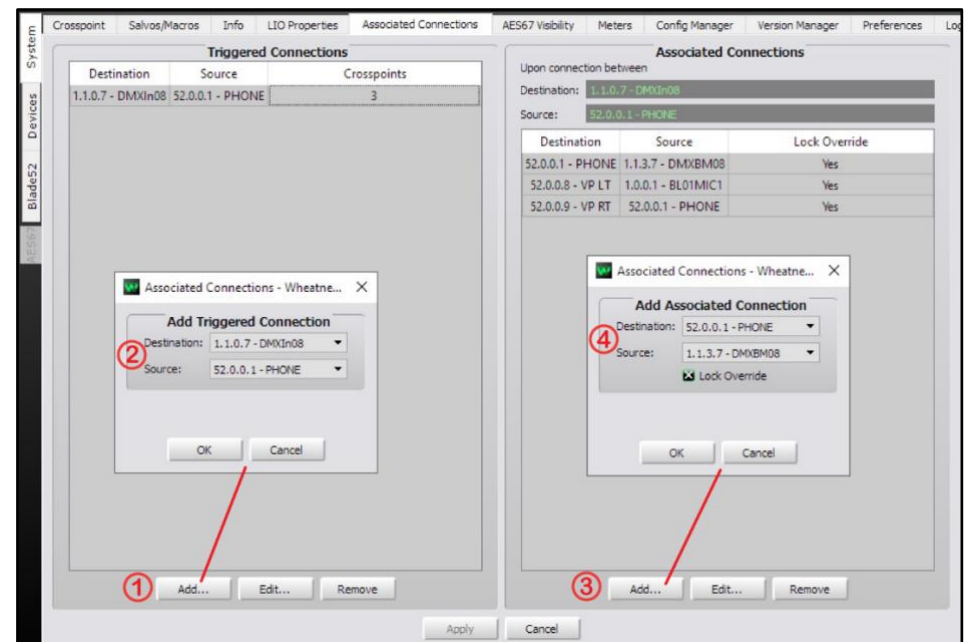 Crosspoint Salvos/Macros Info LIO Properties Associated Connections AES67 Visibility Meters Config Manager Version Manager Preferences Log
System
Devices
Blade52
AES67
Triggered Connections
Destination Source Crosspoints
1.1.0.7 - DMXIn08 52.0.0.1 - PHONE 3
Associated Connections - Wheatne... X
Add Triggered Connection
② Destination: 1.1.0.7 - DMXIn08
Source: 52.0.0.1 - PHONE
OK Cancel
① Add... Edit... Remove
Associated Connections
Upon connection between
Destination: 1.1.0.7 - DMXIn08
Source: 52.0.0.1 - PHONE
Destination Source Lock Override
52.0.0.1 - PHONE 1.1.3.7 - DMXBM08 Yes
52.0.0.8 - VP LT 1.0.0.1 - BL01MIC1 Yes
52.0.0.9 - VP RT 52.0.0.1 - PHONE Yes
Associated Connections - Wheatne... X
Add Associated Connection
④ Destination: 52.0.0.1 - PHONE
Source: 1.1.3.7 - DMXBM08
Lock Override
OK Cancel
③ Add... Edit... Remove
Apply Cancel